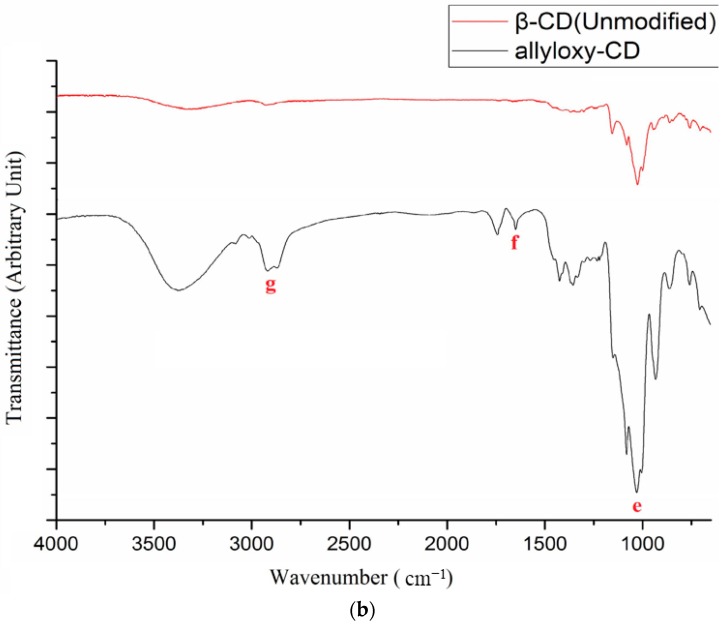 β-CD(Unmodified)
allyloxy-CD
Transmittance (Arbitrary Unit)
g
f
e
4000 3500 3000 2500 2000 1500 1000
Wavenumber ( cm⁻¹)
(b)